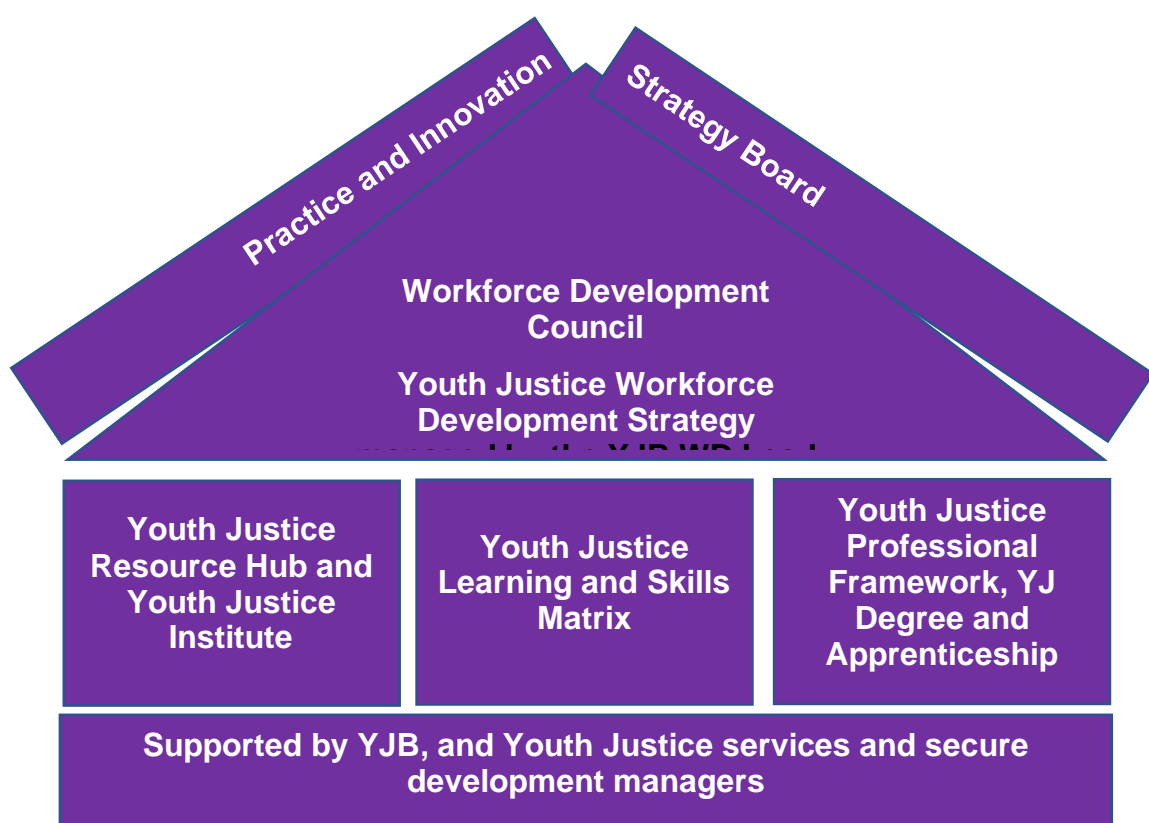 Practice and Innovation
Strategy Board
Workforce Development
Council
Youth Justice Workforce
Development Strategy
Youth Justice
Resource Hub and
Youth Justice
Institute
Youth Justice
Learning and Skills
Matrix
Youth Justice
Professional
Framework, YJ
Degree and
Apprenticeship
Supported by YJB, and Youth Justice services and secure
development managers